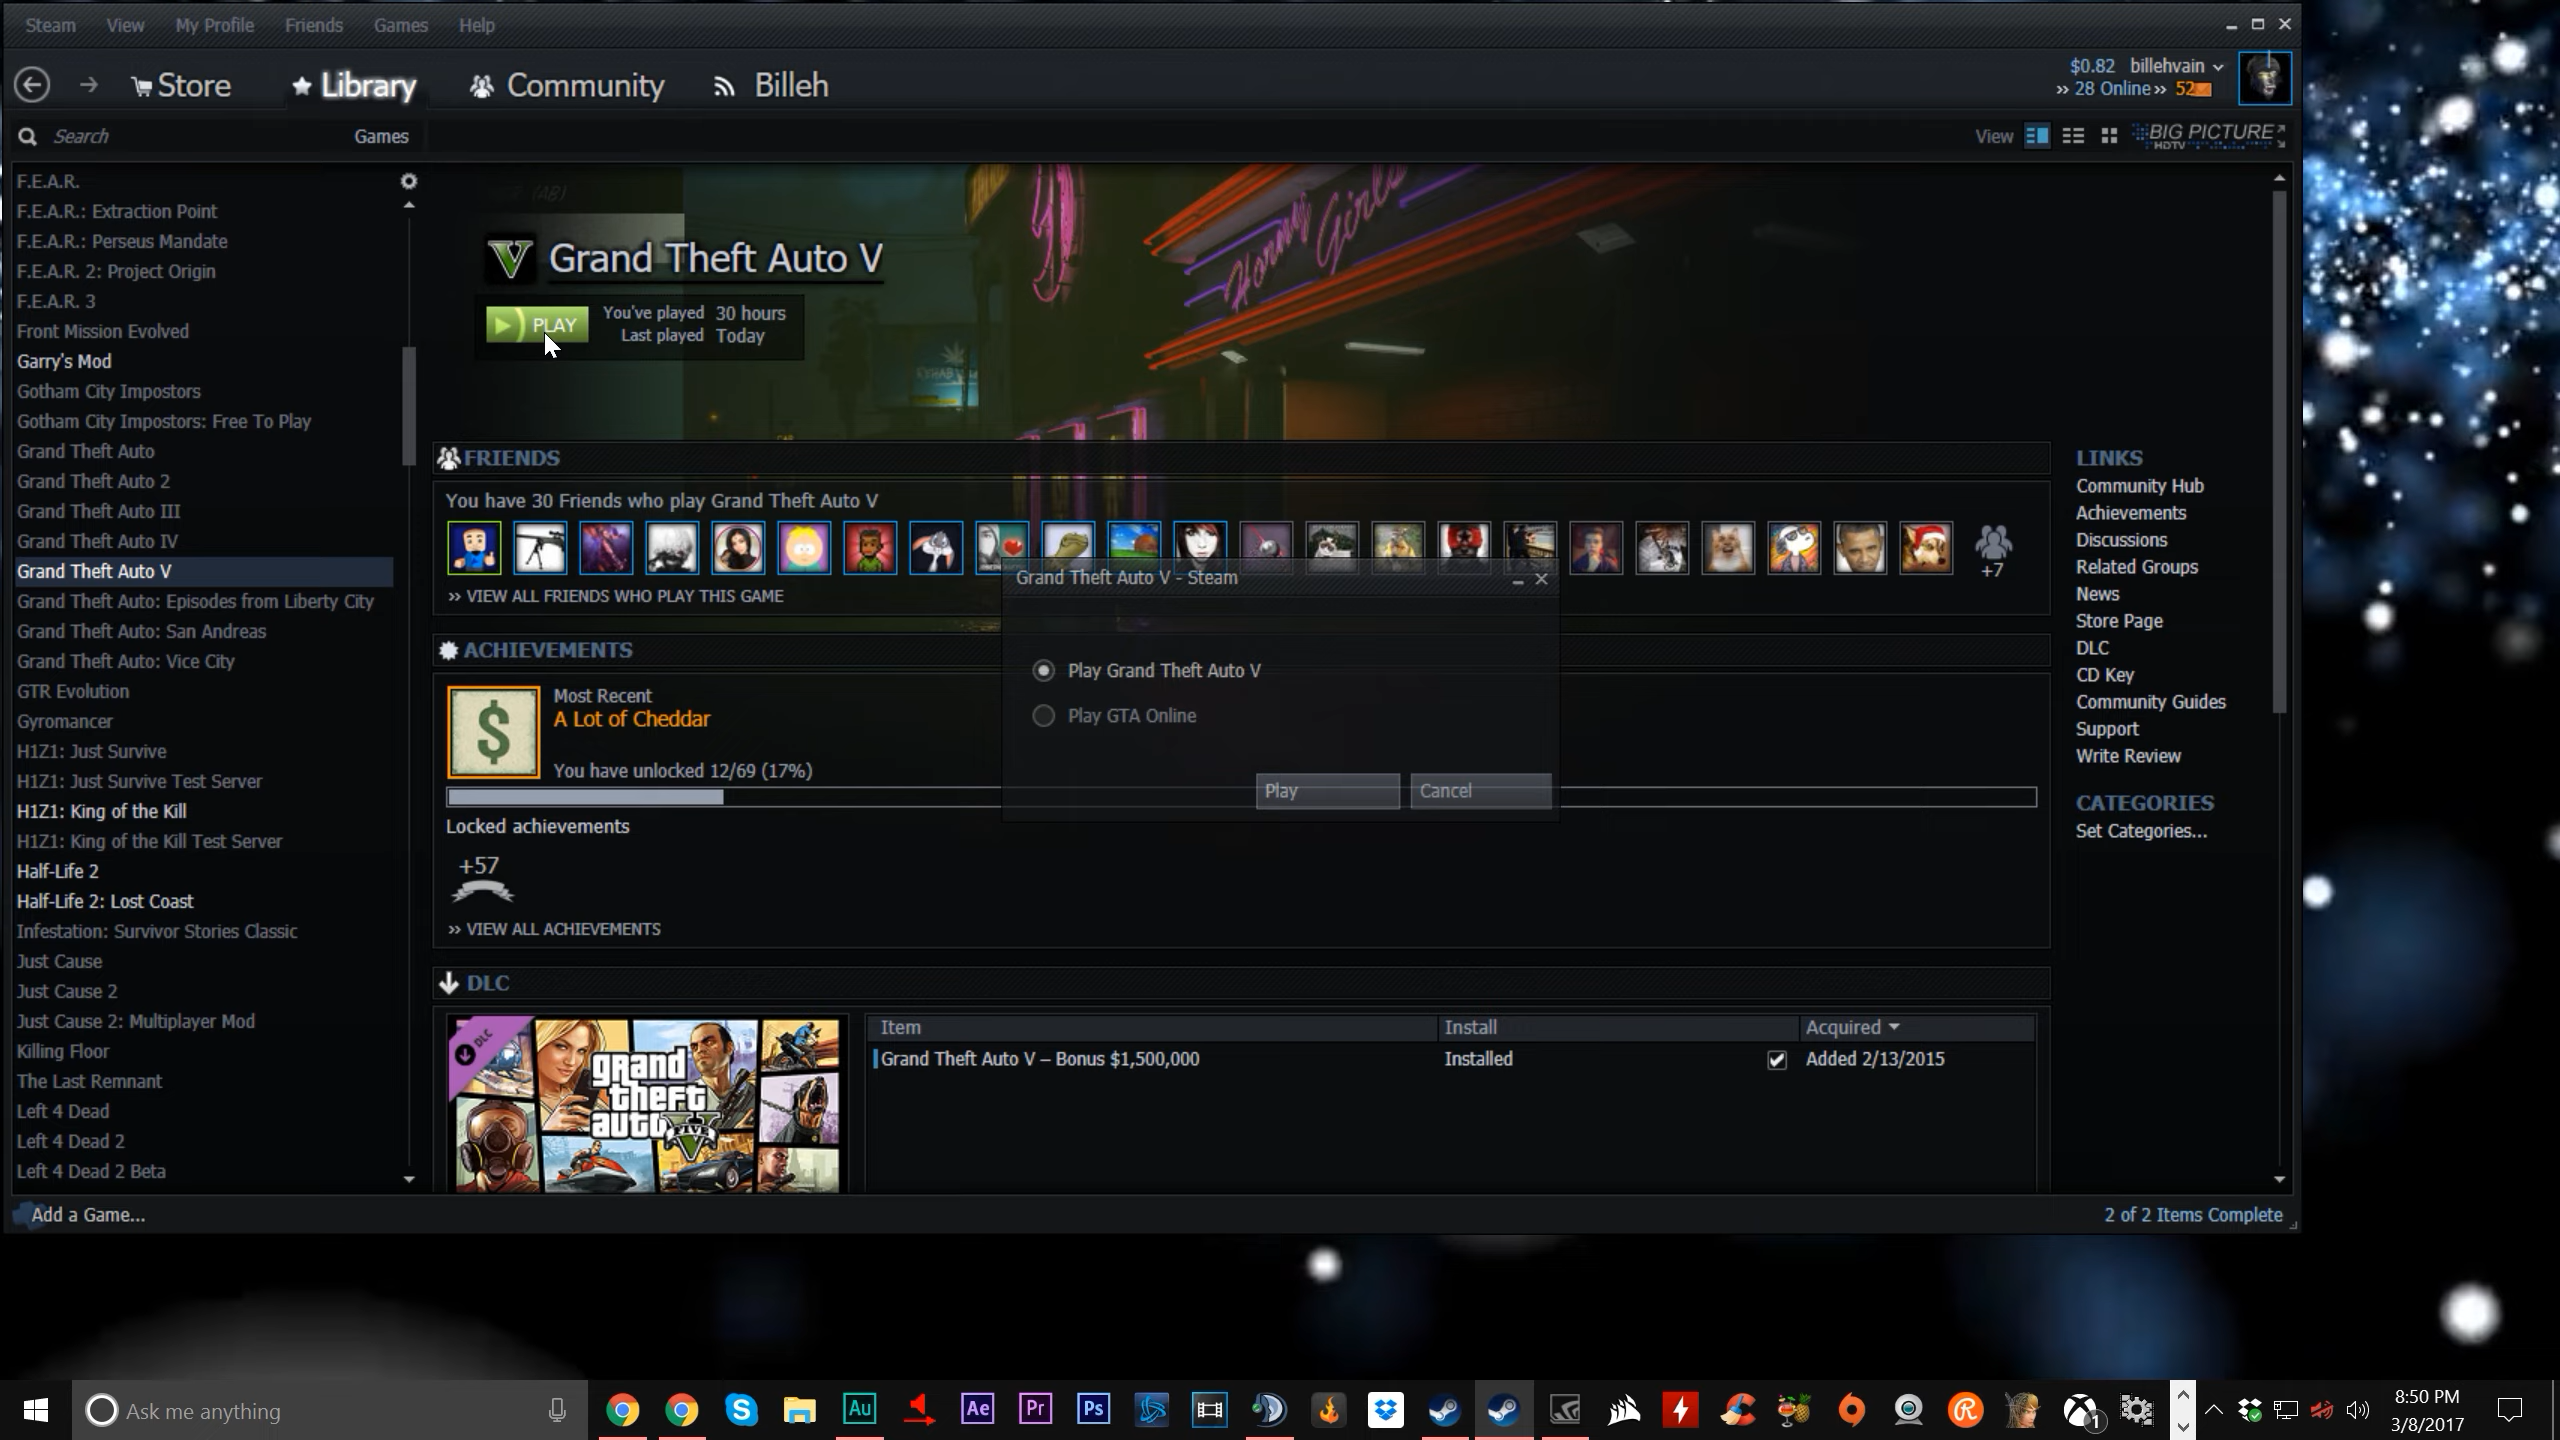 Steam View My Profile Friends Games Help
Store Library Community Billeh
$0.82 billehvain
28 Online 52
Search Games
View BIG PICTURE
HDTV
F.E.A.R.
F.E.A.R.: Extraction Point
F.E.A.R.: Perseus Mandate
F.E.A.R. 2: Project Origin
F.E.A.R. 3
Front Mission Evolved
Garry's Mod
Gotham City Impostors
Gotham City Impostors: Free To Play
Grand Theft Auto
Grand Theft Auto 2
Grand Theft Auto III
Grand Theft Auto IV
Grand Theft Auto V
Grand Theft Auto: Episodes from Liberty City
Grand Theft Auto: San Andreas
Grand Theft Auto: Vice City
GTR Evolution
Gyromancer
H1Z1: Just Survive
H1Z1: Just Survive Test Server
H1Z1: King of the Kill
H1Z1: King of the Kill Test Server
Half-Life 2
Half-Life 2: Lost Coast
Infestation: Survivor Stories Classic
Just Cause
Just Cause 2
Just Cause 2: Multiplayer Mod
Killing Floor
The Last Remnant
Left 4 Dead
Left 4 Dead 2
Left 4 Dead 2 Beta
Add a Game...
Horny Girls
Grand Theft Auto V
PLAY
You've played 30 hours
Last played Today
FRIENDS
You have 30 Friends who play Grand Theft Auto V
+7
» VIEW ALL FRIENDS WHO PLAY THIS GAME
ACHIEVEMENTS
Most Recent
A Lot of Cheddar
You have unlocked 12/69 (17%)
Locked achievements
+57
» VIEW ALL ACHIEVEMENTS
Grand Theft Auto V - Steam
Play Grand Theft Auto V
Play GTA Online
Play Cancel
DLC
DLC
grand
theft
auto
FIVE
V
Item Install Acquired
Grand Theft Auto V – Bonus $1,500,000 Installed Added 2/13/2015
LINKS
Community Hub
Achievements
Discussions
Related Groups
News
Store Page
DLC
CD Key
Community Guides
Support
Write Review
CATEGORIES
Set Categories...
2 of 2 Items Complete
Ask me anything
Au Ae Pr Ps
1
8:50 PM
3/8/2017